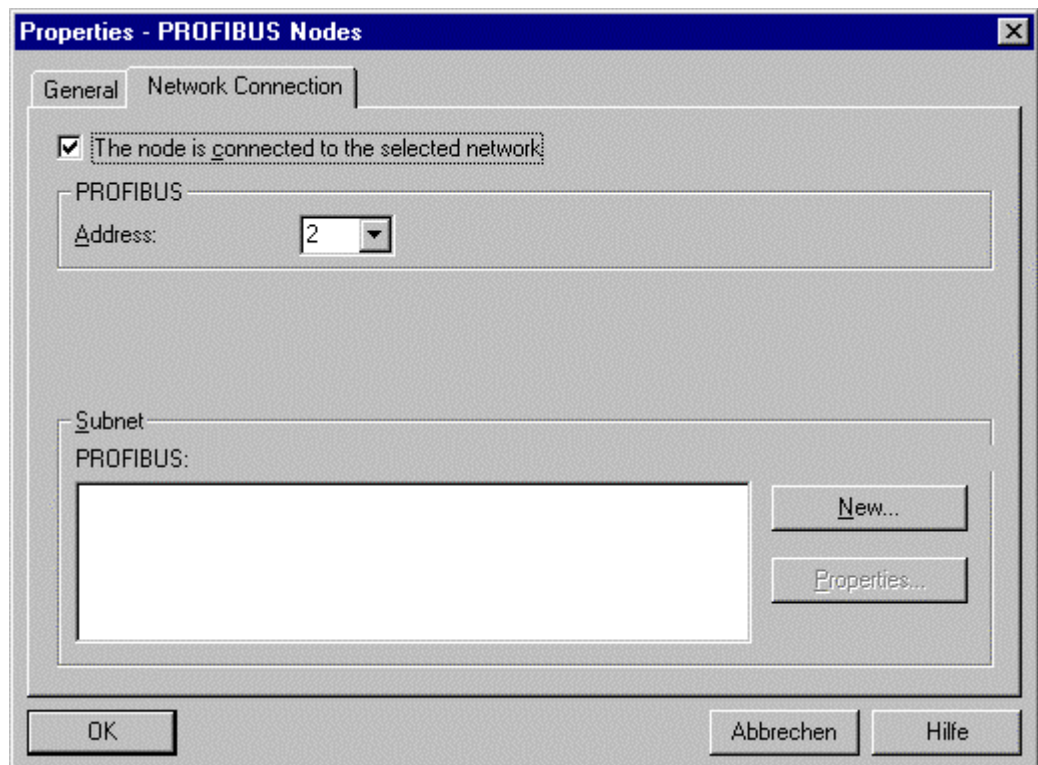 Properties - PROFIBUS Nodes
General
Network Connection
The node is connected to the selected network
PROFIBUS
Address:
2
Subnet
PROFIBUS:
New...
Properties...
OK
Abbrechen
Hilfe